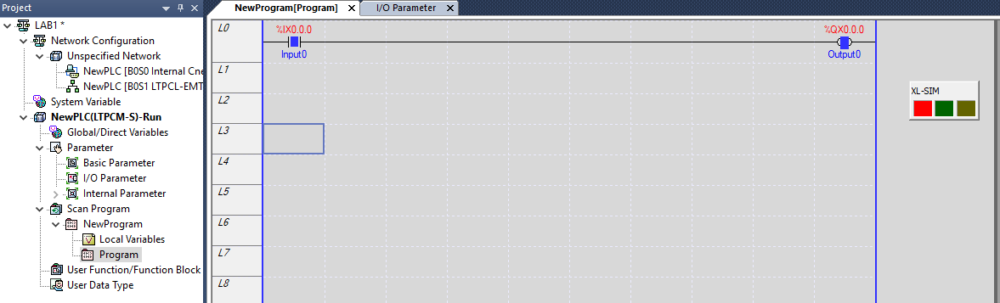 Project
LAB1 *
Network Configuration
Unspecified Network
NewPLC [B0S0 Internal Cne
NewPLC [B0S1 LTPCL-EMT
System Variable
NewPLC(LTPCM-S)-Run
Global/Direct Variables
Parameter
Basic Parameter
I/O Parameter
Internal Parameter
Scan Program
NewProgram
Local Variables
Program
User Function/Function Block
User Data Type
NewProgram[Program]
I/O Parameter
L0
%IX0.0.0
%QX0.0.0
Input0
Output0
L1
L2
L3
L4
L5
L6
L7
L8
XL-SIM